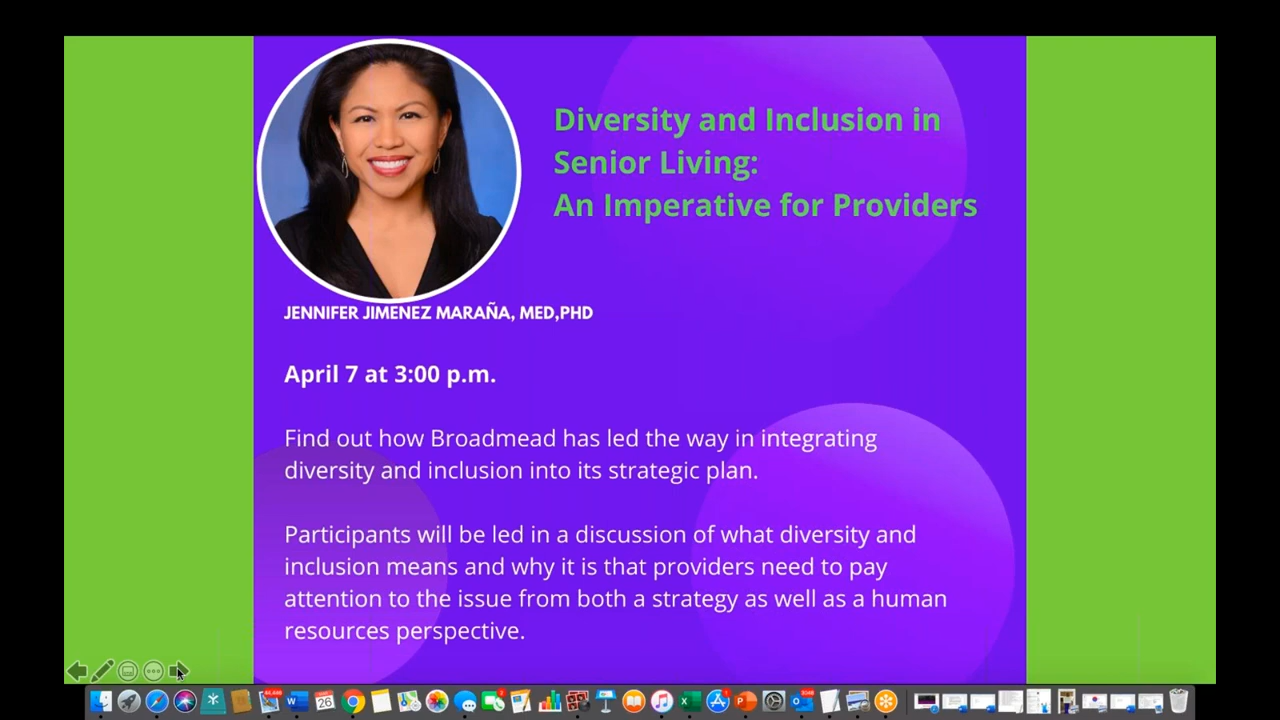 Diversity and Inclusion in
Senior Living:
An Imperative for Providers
JENNIFER JIMENEZ MARAÑA, MED,PHD
April 7 at 3:00 p.m.
Find out how Broadmead has led the way in integrating
diversity and inclusion into its strategic plan.
Participants will be led in a discussion of what diversity and
inclusion means and why it is that providers need to pay
attention to the issue from both a strategy as well as a human
resources perspective.
26